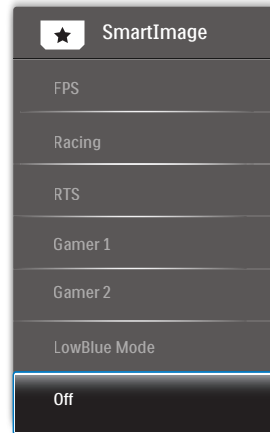 SmartImage
FPS
Racing
RTS
Gamer 1
Gamer 2
LowBlue Mode
Off